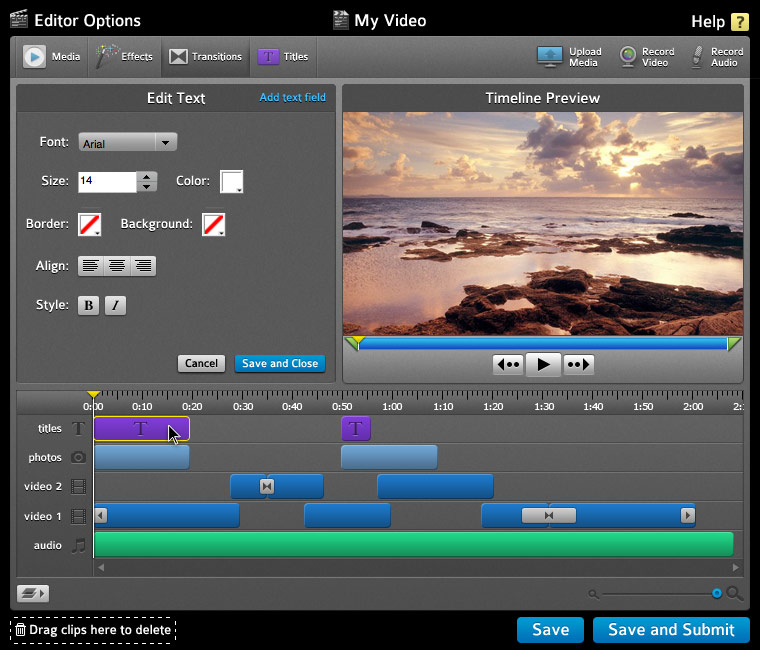 Editor Options
My Video
Help ?
Media
Effects
Transitions
T Titles
Upload Media
Record Video
Record Audio
Edit Text
Add text field
Timeline Preview
Font: Arial
Size: 14 Color:
Border: Background:
Align:
Style: B I
Cancel Save and Close
0:00 0:10 0:20 0:30 0:40 0:50 1:00 1:10 1:20 1:30 1:40 1:50 2:00 2:
titles T T T
photos
video 2
video 1
audio
Drag clips here to delete
Save Save and Submit